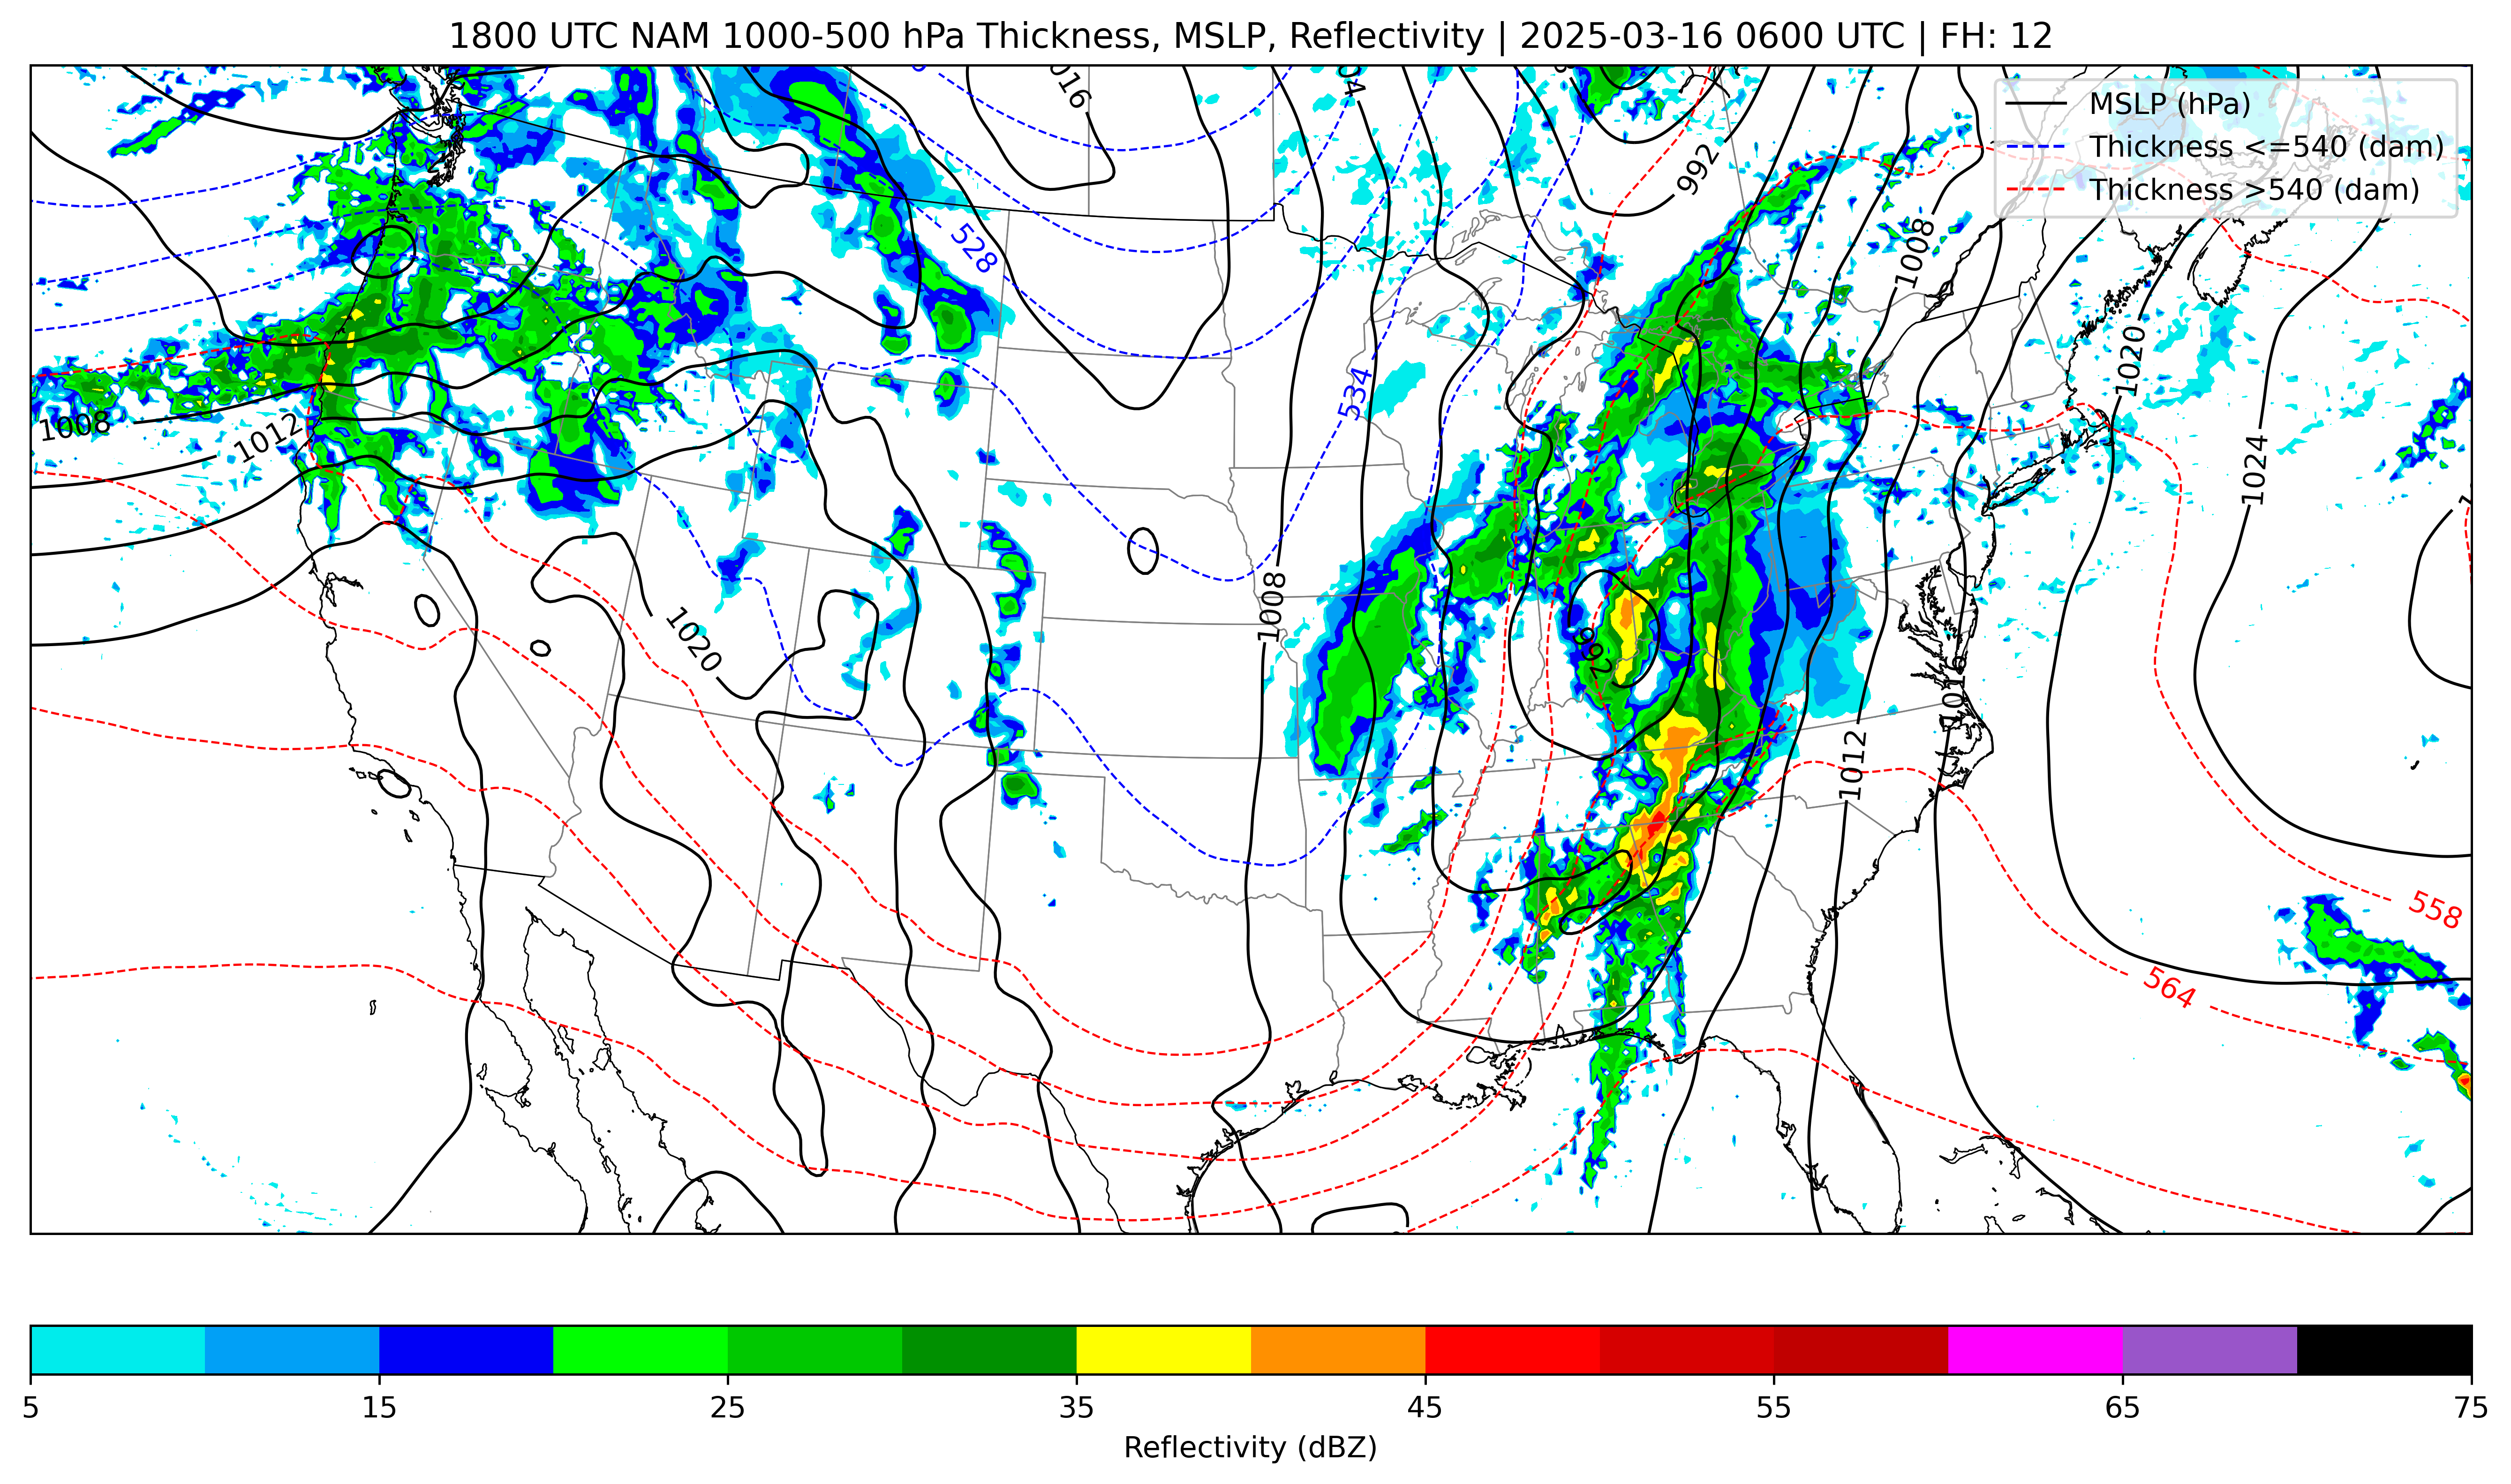 1800 UTC NAM 1000-500 hPa Thickness, MSLP, Reflectivity | 2025-03-16 0600 UTC | FH: 12
MSLP (hPa)
Thickness <=540 (dam)
Thickness >540 (dam)
992
1008
528
1020
534
1008
1012
1024
1008
1020
992
1016
1012
558
564
5 15 25 35 45 55 65 75
Reflectivity (dBZ)